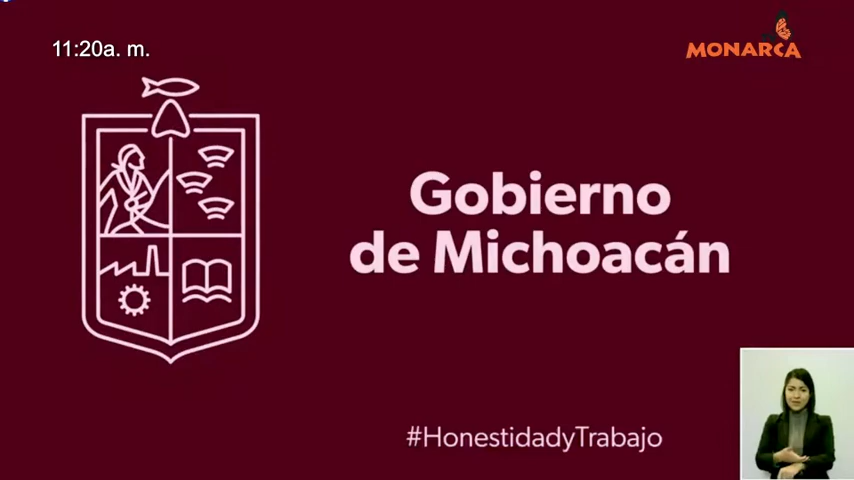 11:20a. m.
MONARCA
Gobierno
de Michoacán
#HonestidadyTrabajo